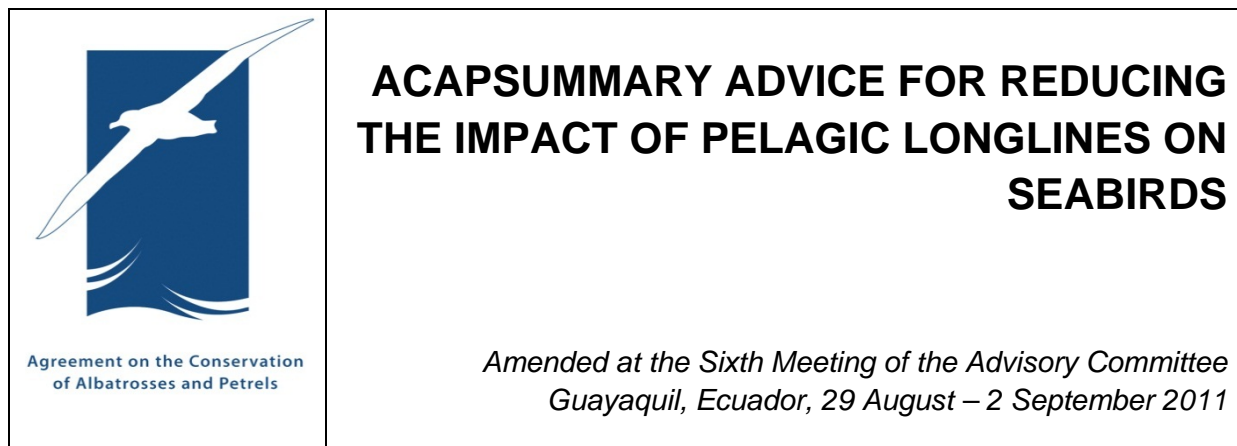 Agreement on the Conservation
of Albatrosses and Petrels
ACAPSUMMARY ADVICE FOR REDUCING
THE IMPACT OF PELAGIC LONGLINES ON
SEABIRDS
Amended at the Sixth Meeting of the Advisory Committee
Guayaquil, Ecuador, 29 August – 2 September 2011